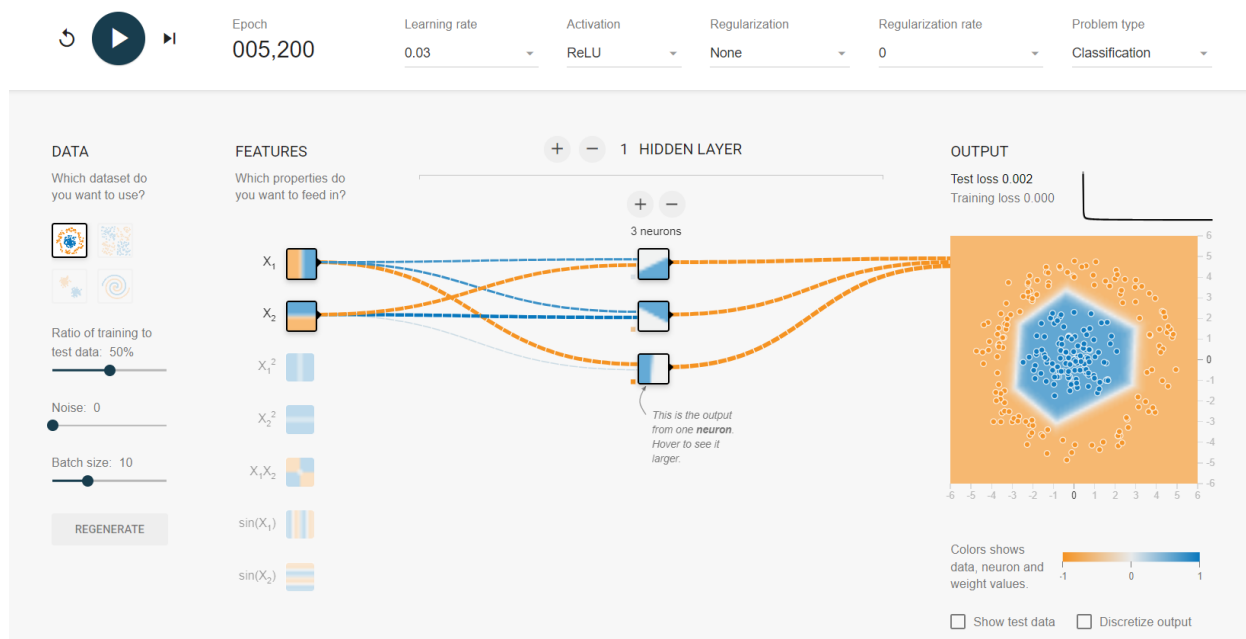 Epoch
005,200
Learning rate
0.03
Activation
ReLU
Regularization
None
Regularization rate
0
Problem type
Classification
DATA
Which dataset do
you want to use?
Ratio of training to
test data: 50%
Noise: 0
Batch size: 10
REGENERATE
FEATURES
Which properties do
you want to feed in?
X1
X2
X1²
X2²
X1X2
sin(X1)
sin(X2)
+ − 1 HIDDEN LAYER
+ −
3 neurons
This is the output
from one neuron.
Hover to see it
larger.
OUTPUT
Test loss 0.002
Training loss 0.000
6
5
4
3
2
1
0
-1
-2
-3
-4
-5
-6
-6 -5 -4 -3 -2 -1 0 1 2 3 4 5 6
Colors shows
data, neuron and
weight values.
-1 0 1
Show test data
Discretize output